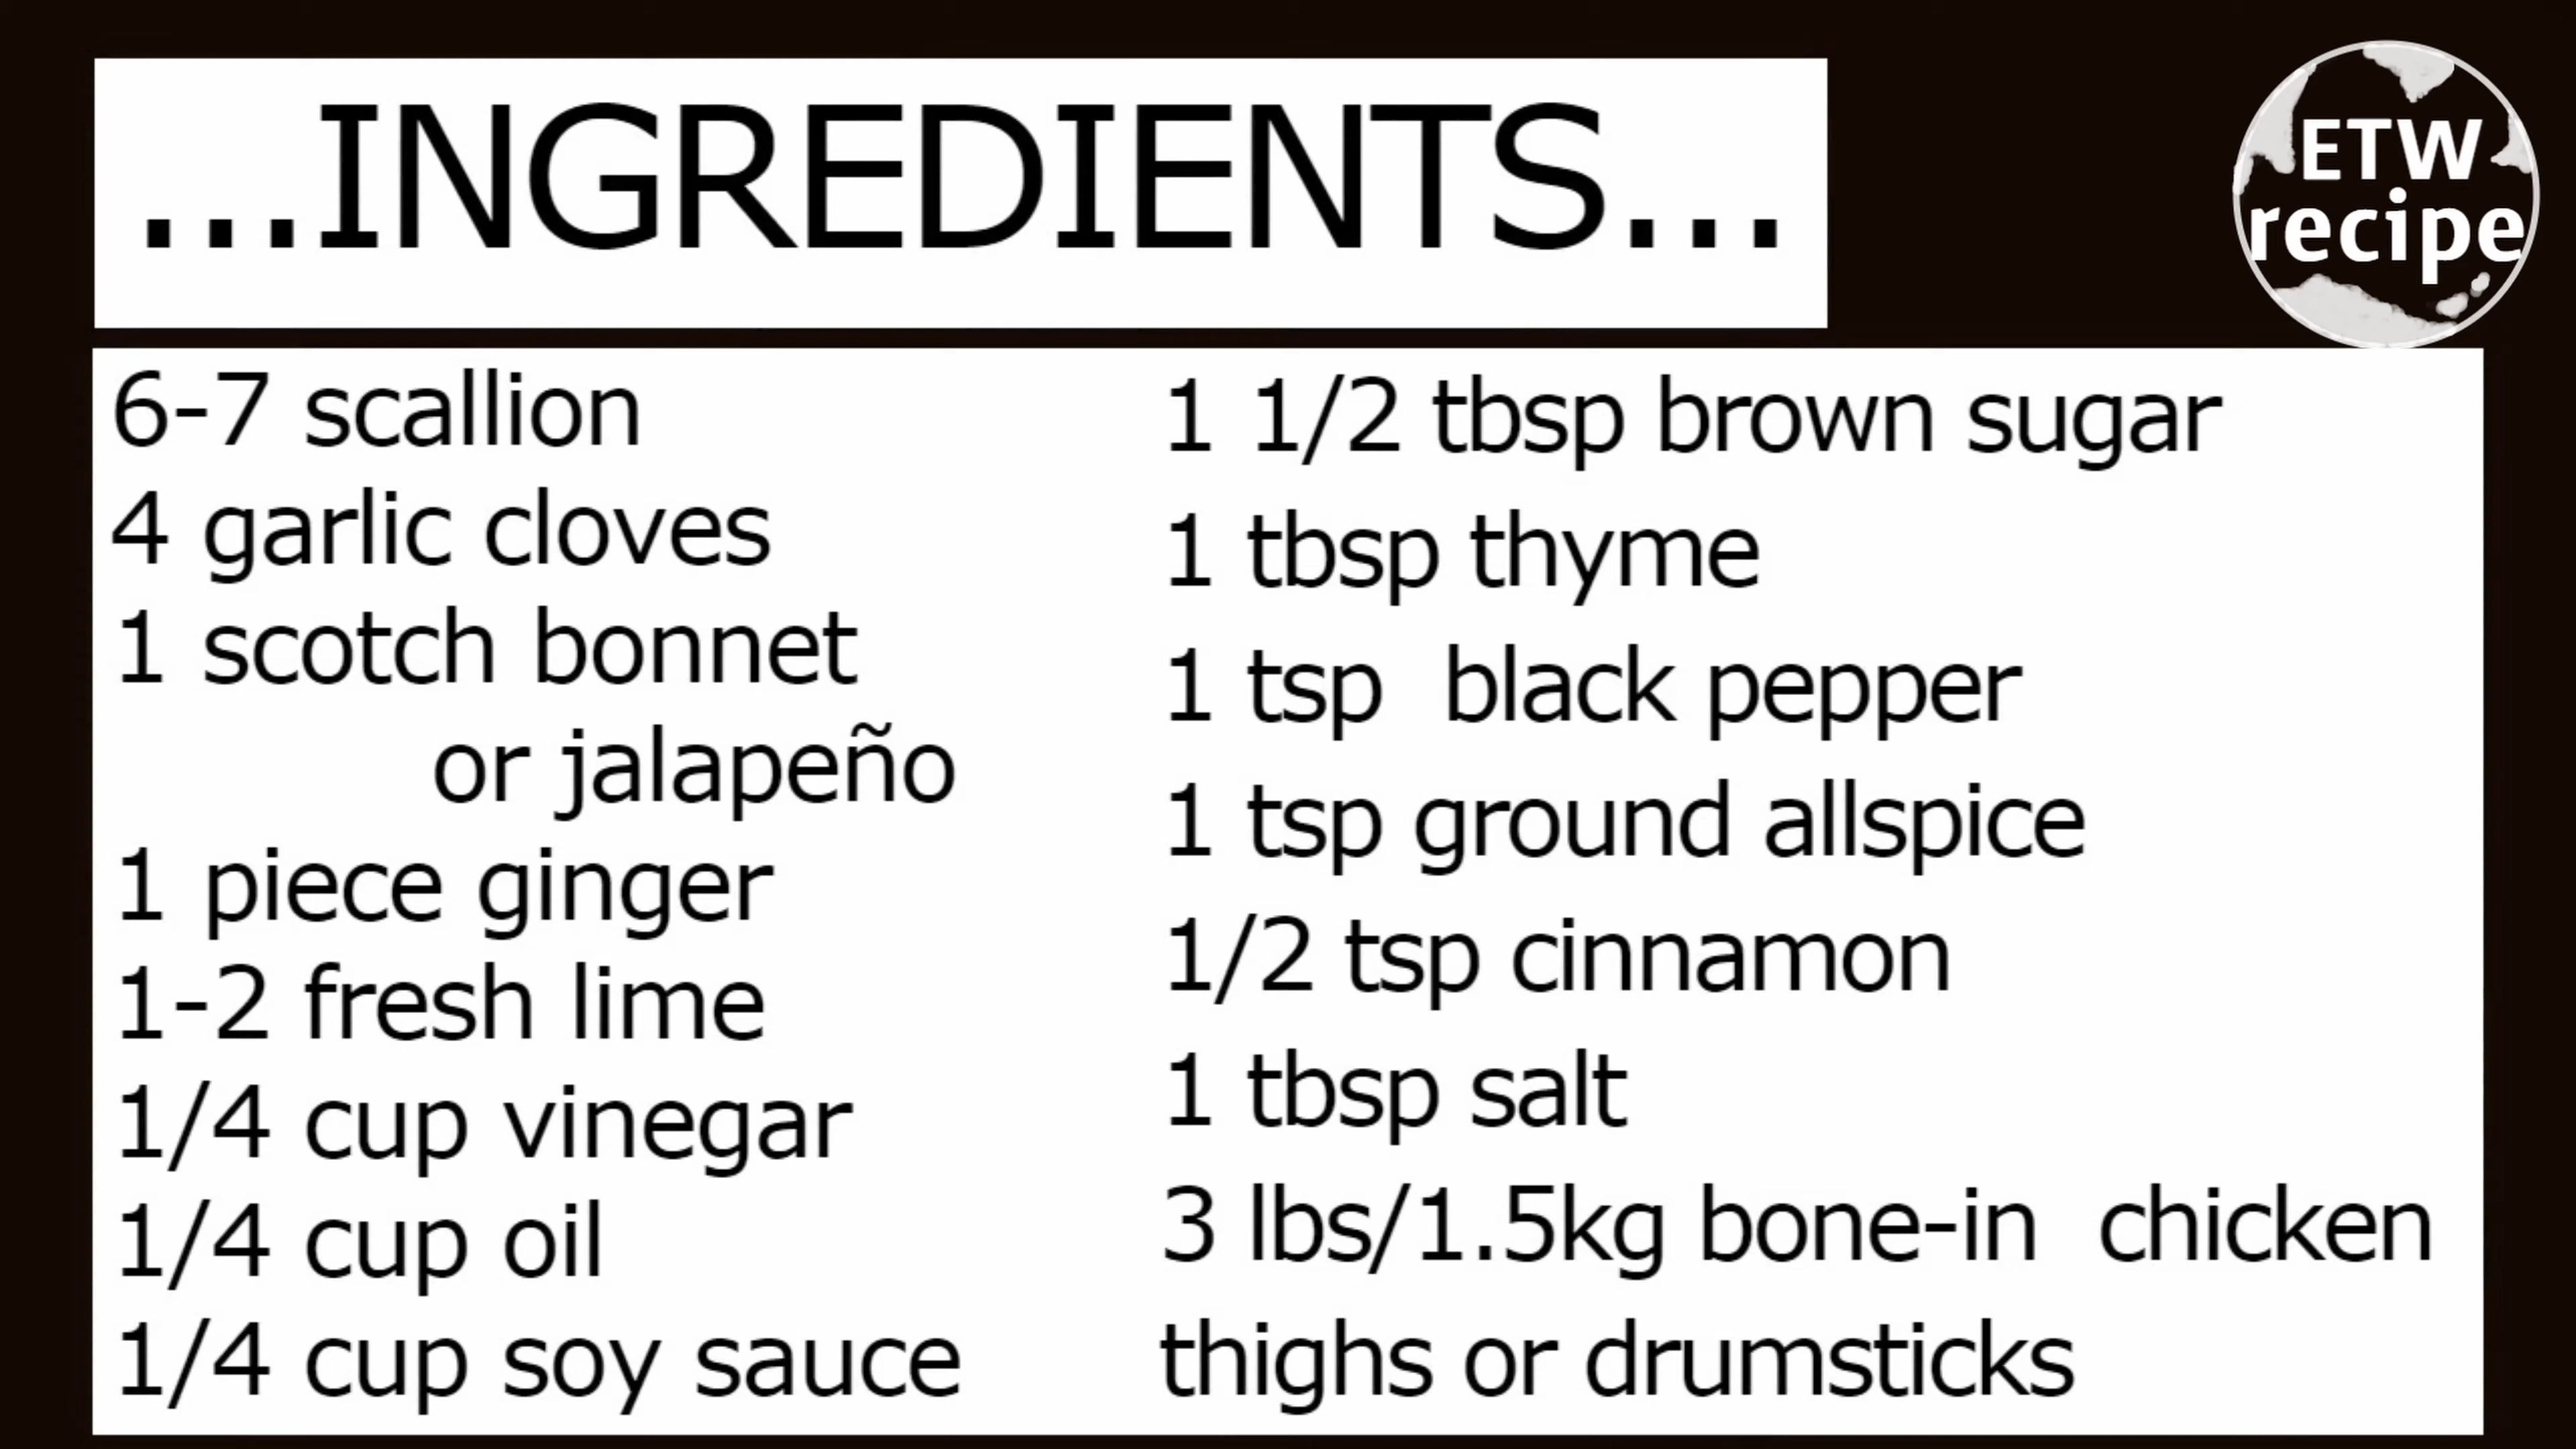 ...INGREDIENTS...
ETW
recipe
6-7 scallion
4 garlic cloves
1 scotch bonnet
or jalapeño
1 piece ginger
1-2 fresh lime
1/4 cup vinegar
1/4 cup oil
1/4 cup soy sauce
1 1/2 tbsp brown sugar
1 tbsp thyme
1 tsp  black pepper
1 tsp ground allspice
1/2 tsp cinnamon
1 tbsp salt
3 lbs/1.5kg bone-in  chicken
thighs or drumsticks